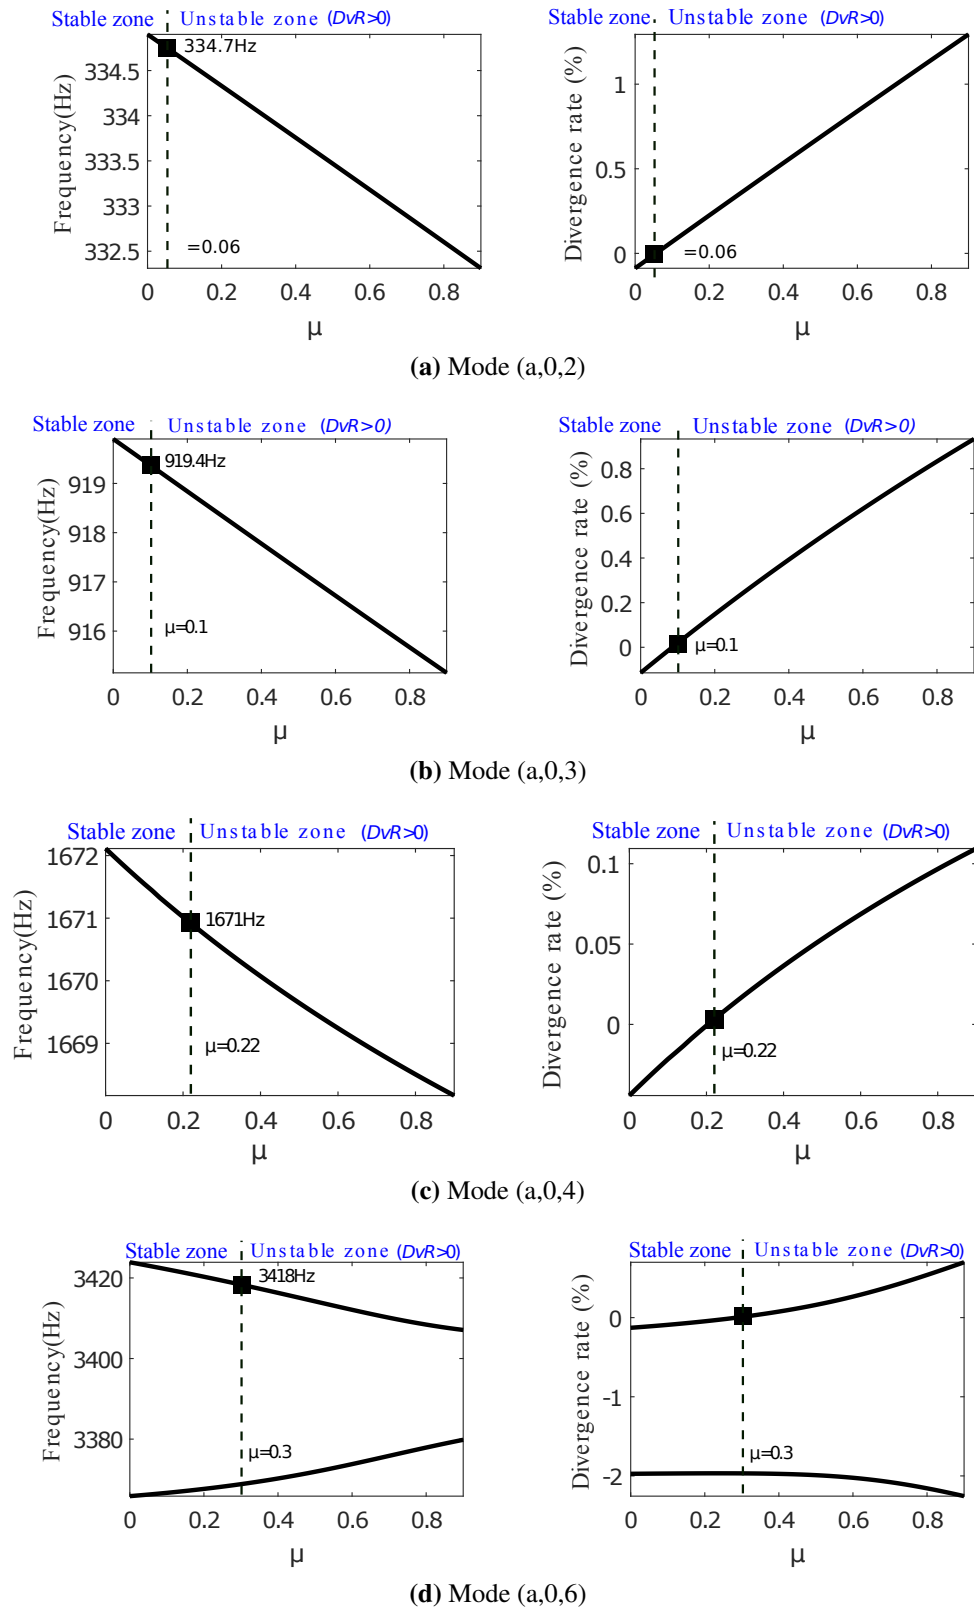 Stable zone Unstable zone (DvR>0) Stable zone Unstable zone (DvR>0)
Frequency(Hz) 334.5 334 333.5 333 332.5
334.7Hz
=0.06
0 0.2 0.4 0.6 0.8
μ
Divergence rate (%) 1 0.5 0
=0.06
0 0.2 0.4 0.6 0.8
μ
(a) Mode (a,0,2)
Stable zone Unstable zone (DvR>0) Stable zone Unstable zone (DvR>0)
Frequency(Hz) 919 918 917 916
919.4Hz
μ=0.1
0 0.2 0.4 0.6 0.8
μ
Divergence rate (%) 0.8 0.6 0.4 0.2 0
μ=0.1
0 0.2 0.4 0.6 0.8
μ
(b) Mode (a,0,3)
Stable zone Unstable zone (DvR>0) Stable zone Unstable zone (DvR>0)
Frequency(Hz) 1672 1671 1670 1669
1671Hz
μ=0.22
0 0.2 0.4 0.6 0.8
μ
Divergence rate (%) 0.1 0.05 0
μ=0.22
0 0.2 0.4 0.6 0.8
μ
(c) Mode (a,0,4)
Stable zone Unstable zone (DvR>0) Stable zone Unstable zone (DvR>0)
Frequency(Hz) 3420 3400 3380
3418Hz
μ=0.3
0 0.2 0.4 0.6 0.8
μ
Divergence rate (%) 0 -1 -2
μ=0.3
0 0.2 0.4 0.6 0.8
μ
(d) Mode (a,0,6)